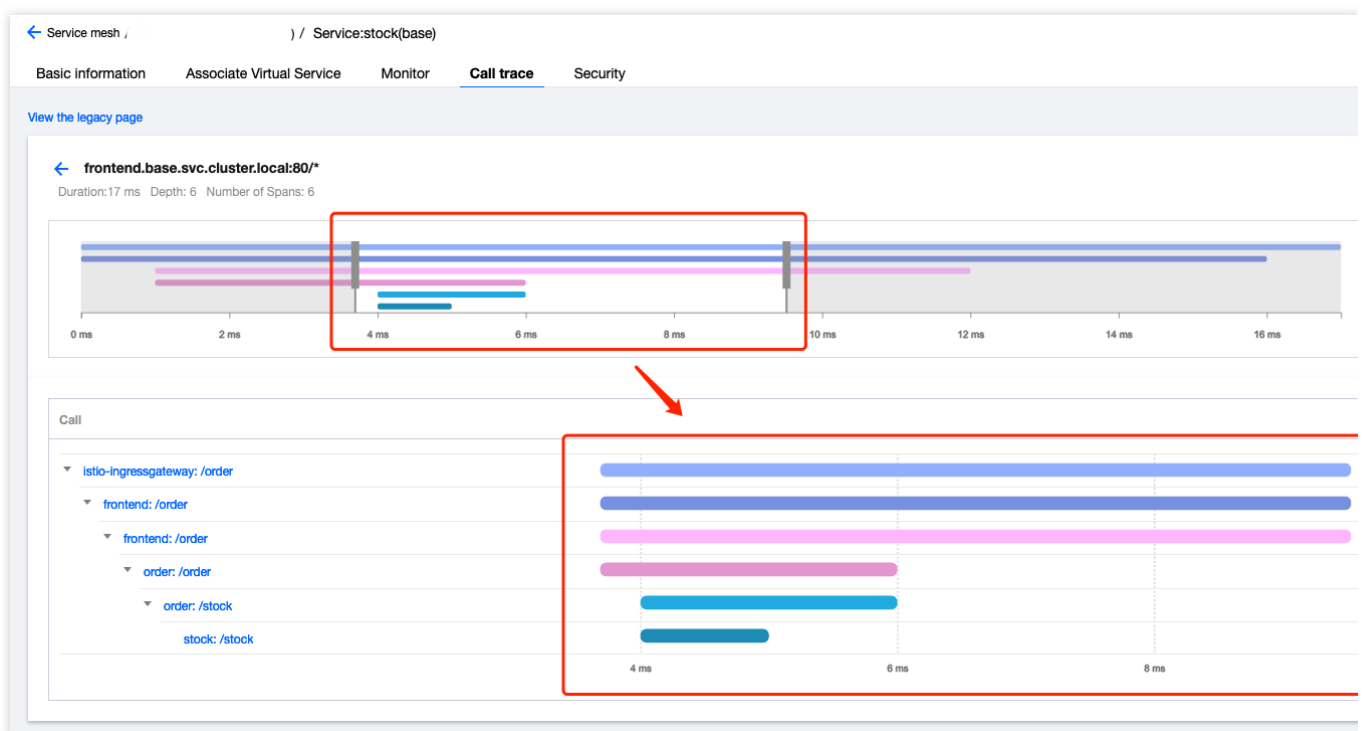 Service mesh / ) / Service:stock(base)
Basic information Associate Virtual Service Monitor Call trace Security
View the legacy page
frontend.base.svc.cluster.local:80/*
Duration:17 ms Depth: 6 Number of Spans: 6
0 ms 2 ms 4 ms 6 ms 8 ms 10 ms 12 ms 14 ms 16 ms
Call
istio-ingressgateway: /order
frontend: /order
frontend: /order
order: /order
order: /stock
stock: /stock
4 ms 6 ms 8 ms